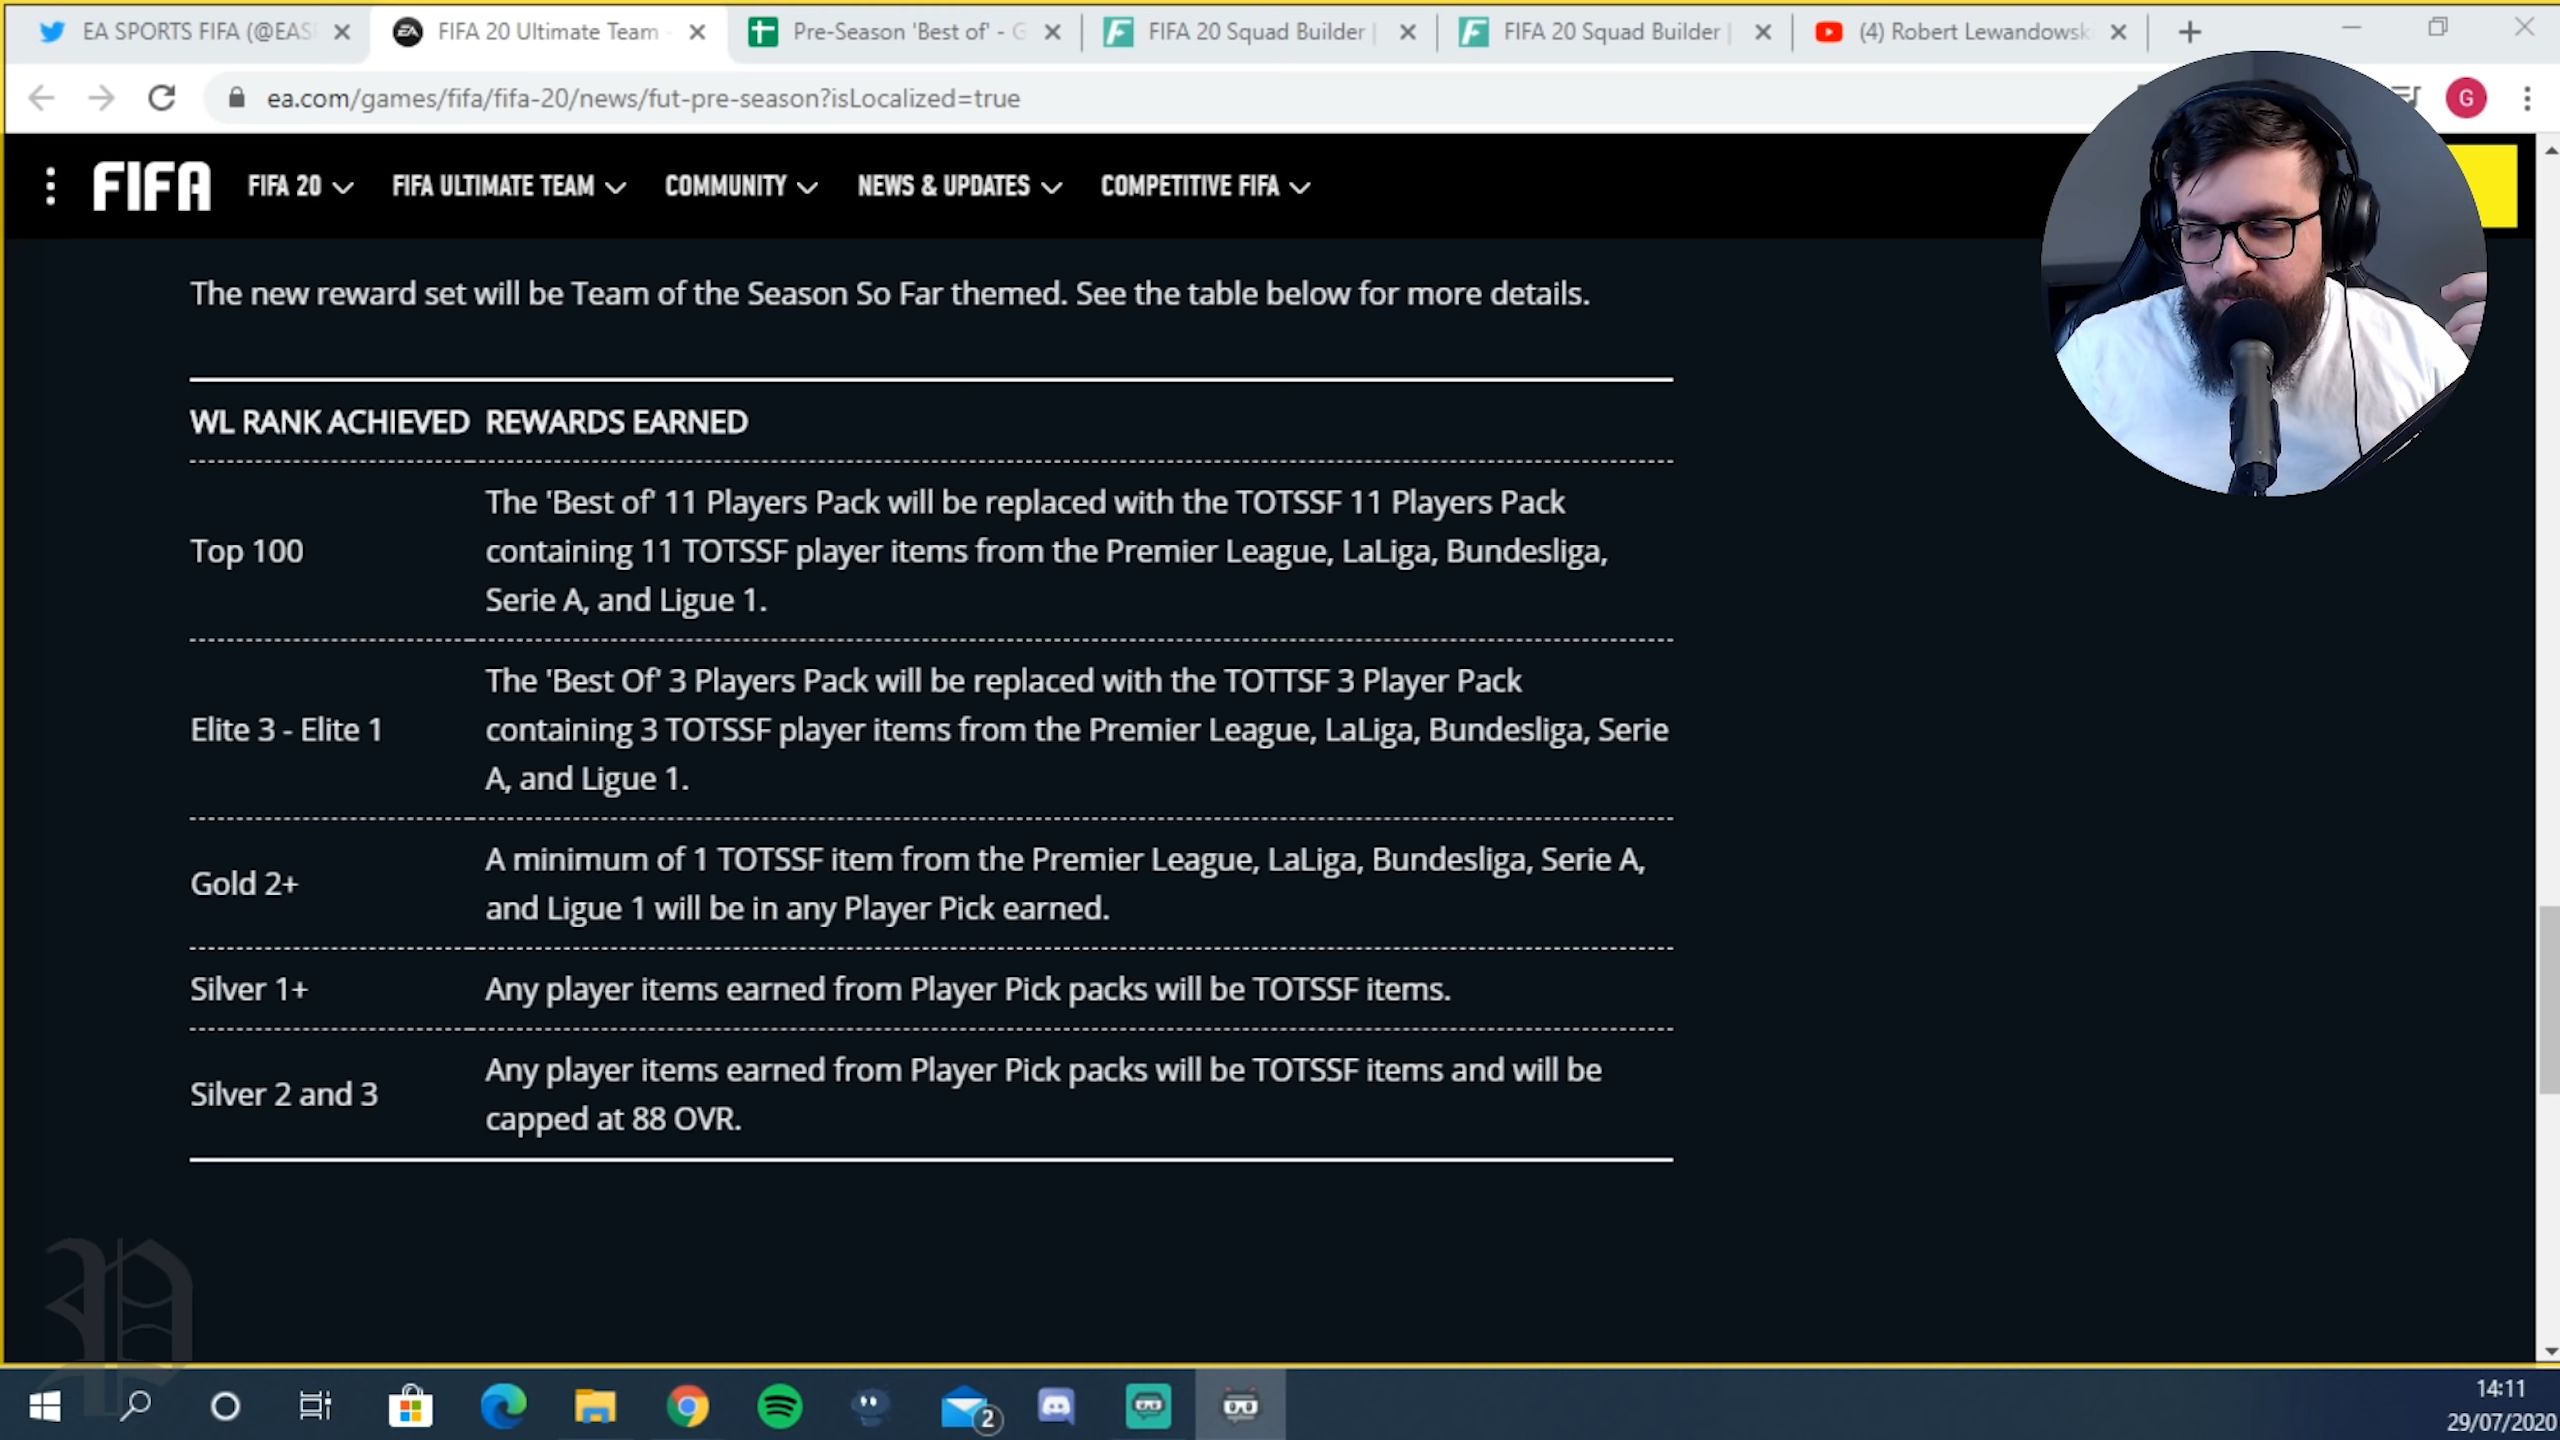 EA SPORTS FIFA (@EAS
FIFA 20 Ultimate Team -
Pre-Season 'Best of' - G
FIFA 20 Squad Builder |
FIFA 20 Squad Builder |
(4) Robert Lewandowsk
ea.com/games/fifa/fifa-20/news/fut-pre-season?isLocalized=true
G
FIFA
FIFA 20
FIFA ULTIMATE TEAM
COMMUNITY
NEWS & UPDATES
COMPETITIVE FIFA
The new reward set will be Team of the Season So Far themed. See the table below for more details.
WL RANK ACHIEVED REWARDS EARNED
Top 100
The 'Best of' 11 Players Pack will be replaced with the TOTSSF 11 Players Pack
containing 11 TOTSSF player items from the Premier League, LaLiga, Bundesliga,
Serie A, and Ligue 1.
Elite 3 - Elite 1
The 'Best Of' 3 Players Pack will be replaced with the TOTTSF 3 Player Pack
containing 3 TOTSSF player items from the Premier League, LaLiga, Bundesliga, Serie
A, and Ligue 1.
Gold 2+
A minimum of 1 TOTSSF item from the Premier League, LaLiga, Bundesliga, Serie A,
and Ligue 1 will be in any Player Pick earned.
Silver 1+
Any player items earned from Player Pick packs will be TOTSSF items.
Silver 2 and 3
Any player items earned from Player Pick packs will be TOTSSF items and will be
capped at 88 OVR.
P
2
14:11
29/07/2020